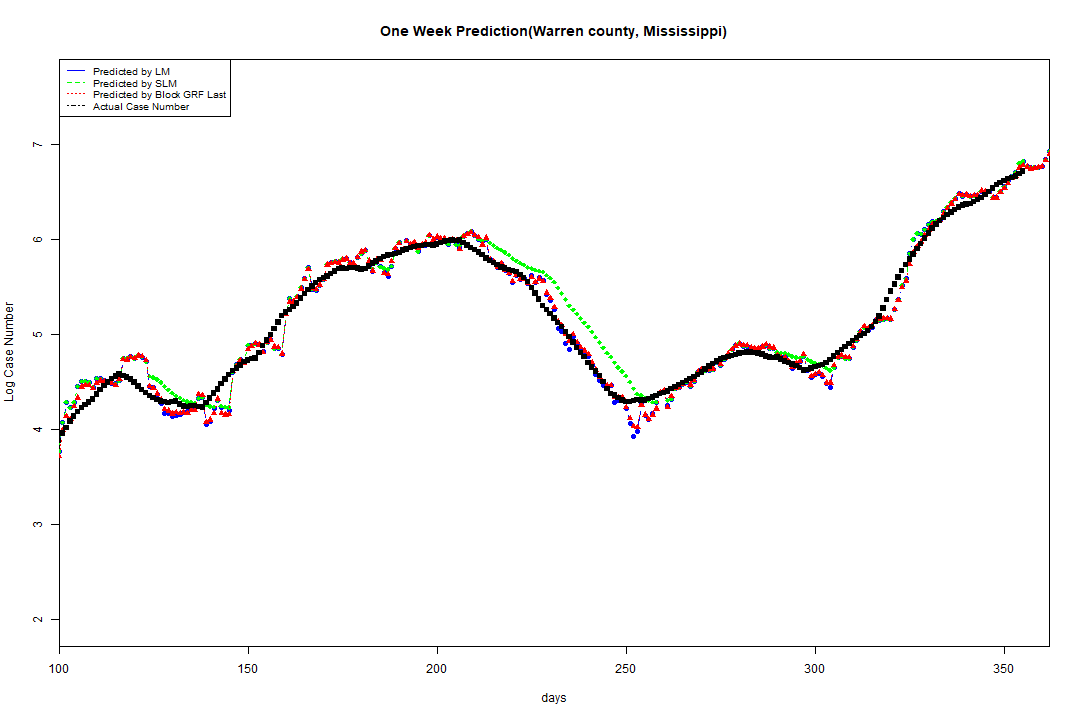 One Week Prediction(Warren county, Mississippi)
Predicted by LM
Predicted by SLM
Predicted by Block GRF Last
Actual Case Number
7
6
5
4
3
2
Log Case Number
100 150 200 250 300 350
days